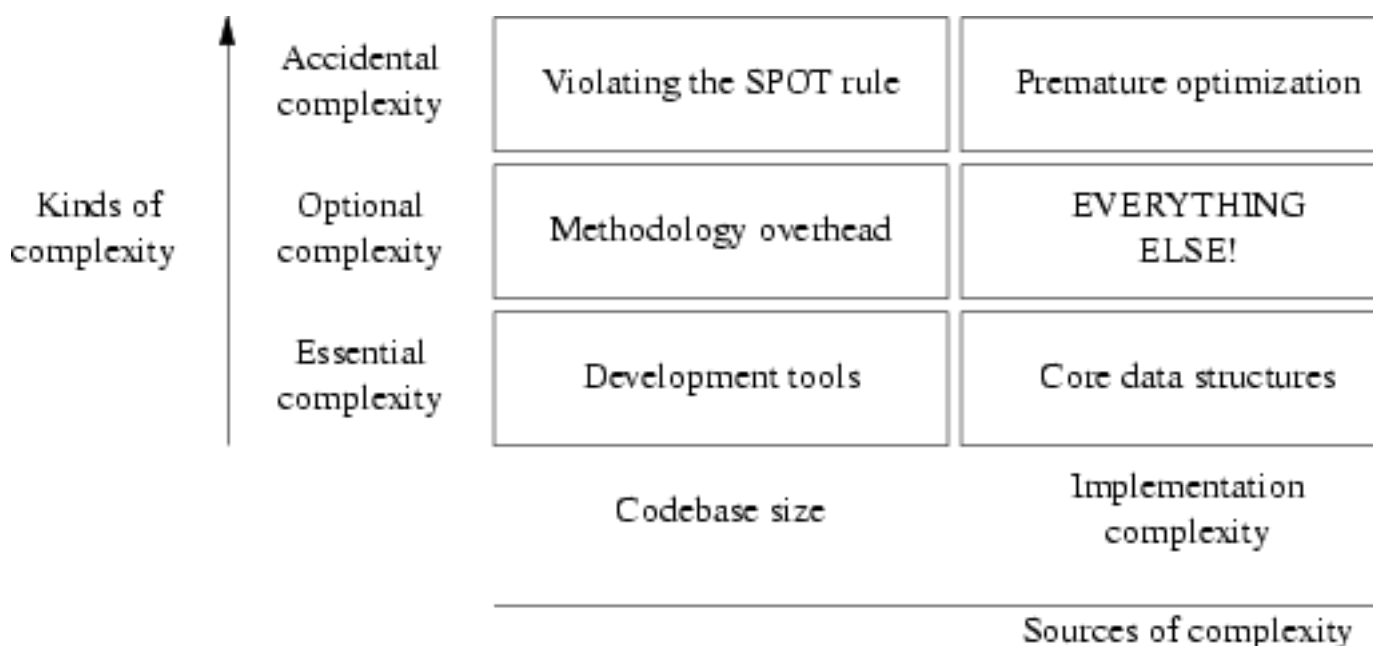 Accidental
complexity
Violating the SPOT rule
Premature optimization
Kinds of
complexity
Optional
complexity
Methodology overhead
EVERYTHING
ELSE!
Essential
complexity
Development tools
Core data structures
Codebase size
Implementation
complexity
Sources of complexity